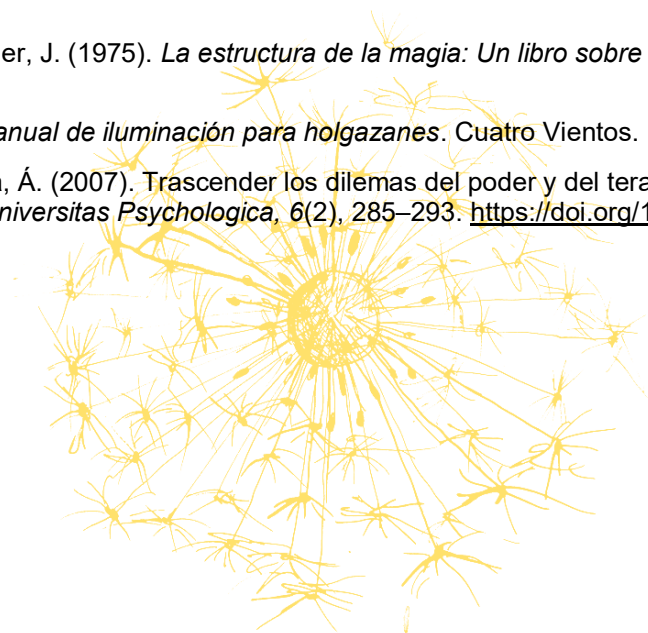 er, J. (1975). La estructura de la magia: Un libro sobre
anual de iluminación para holgazanes. Cuatro Vientos.
, Á. (2007). Trascender los dilemas del poder y del tera
niversitas Psychologica, 6(2), 285–293. https://doi.org/1